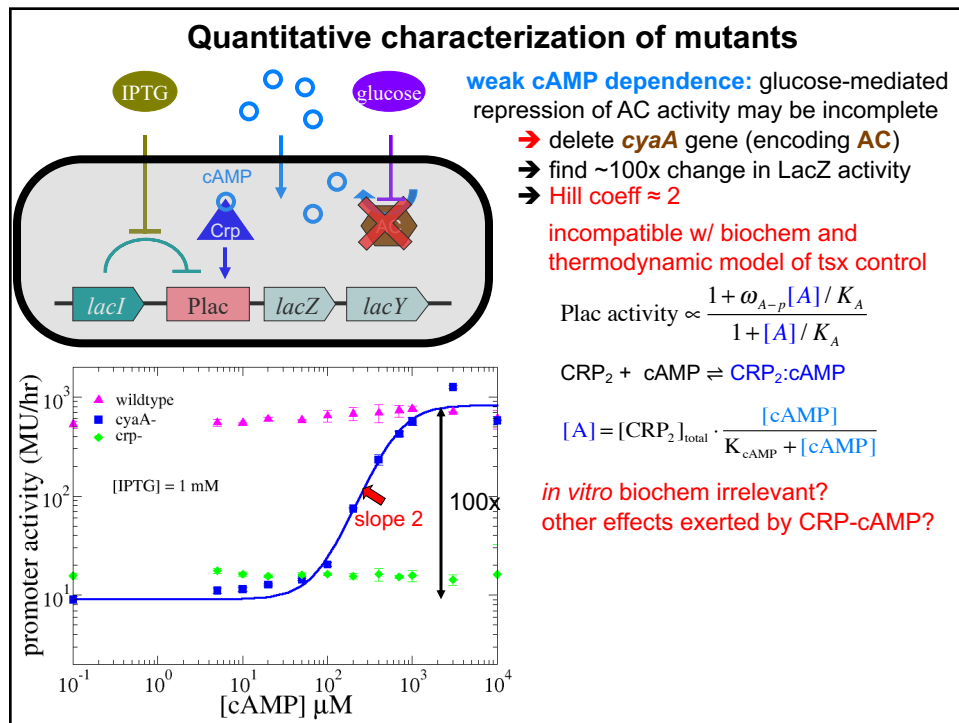 Quantitative characterization of mutants
IPTG
glucose
cAMP
Crp
AC
lacI
Plac
lacZ
lacY
weak cAMP dependence: glucose-mediated
repression of AC activity may be incomplete
➔ delete cyaA gene (encoding AC)
➔ find ~100x change in LacZ activity
➔ Hill coeff ≈ 2
incompatible w/ biochem and
thermodynamic model of tsx control
Plac activity ∝ (1 + ω_{A−p}[A] / K_A) / (1 + [A] / K_A)
CRP₂ + cAMP ⇌ CRP₂:cAMP
[A] = [CRP₂]_total · [cAMP] / (K_cAMP + [cAMP])
in vitro biochem irrelevant?
other effects exerted by CRP-cAMP?
promoter activity (MU/hr)
10³
10²
10¹
wildtype
cyaA-
crp-
[IPTG] = 1 mM
slope 2
100x
10⁻¹ 10⁰ 10¹ 10² 10³ 10⁴
[cAMP] µM